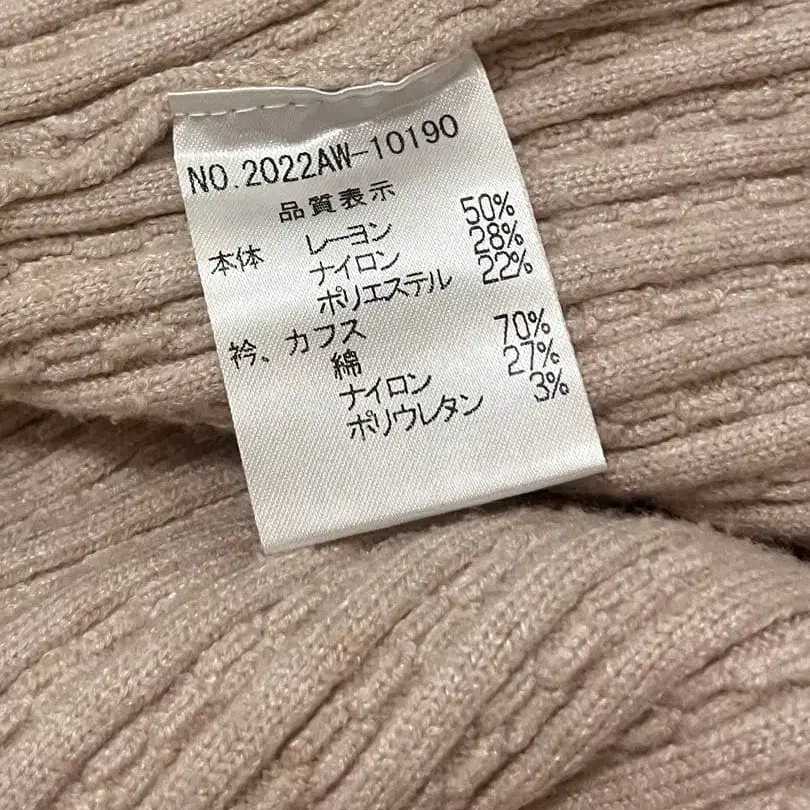 NO.2022AW-10190
品質表示
本体 レーヨン 50%
ナイロン 28%
ポリエステル 22%
衿、カフス
綿 70%
ナイロン 27%
ポリウレタン 3%